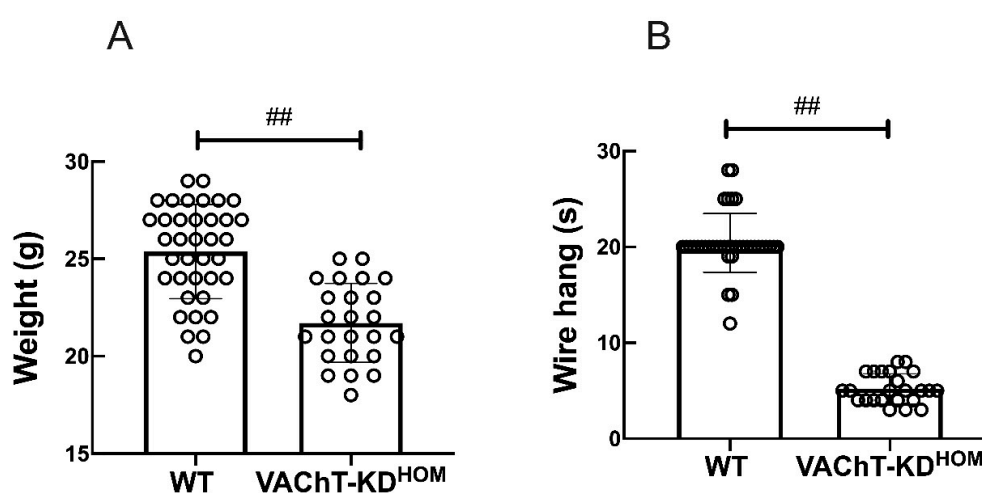 A
B
##
##
Weight (g)
30
25
20
15
WT
VAChT-KDHOM
Wire hang (s)
30
20
10
0
WT
VAChT-KDHOM